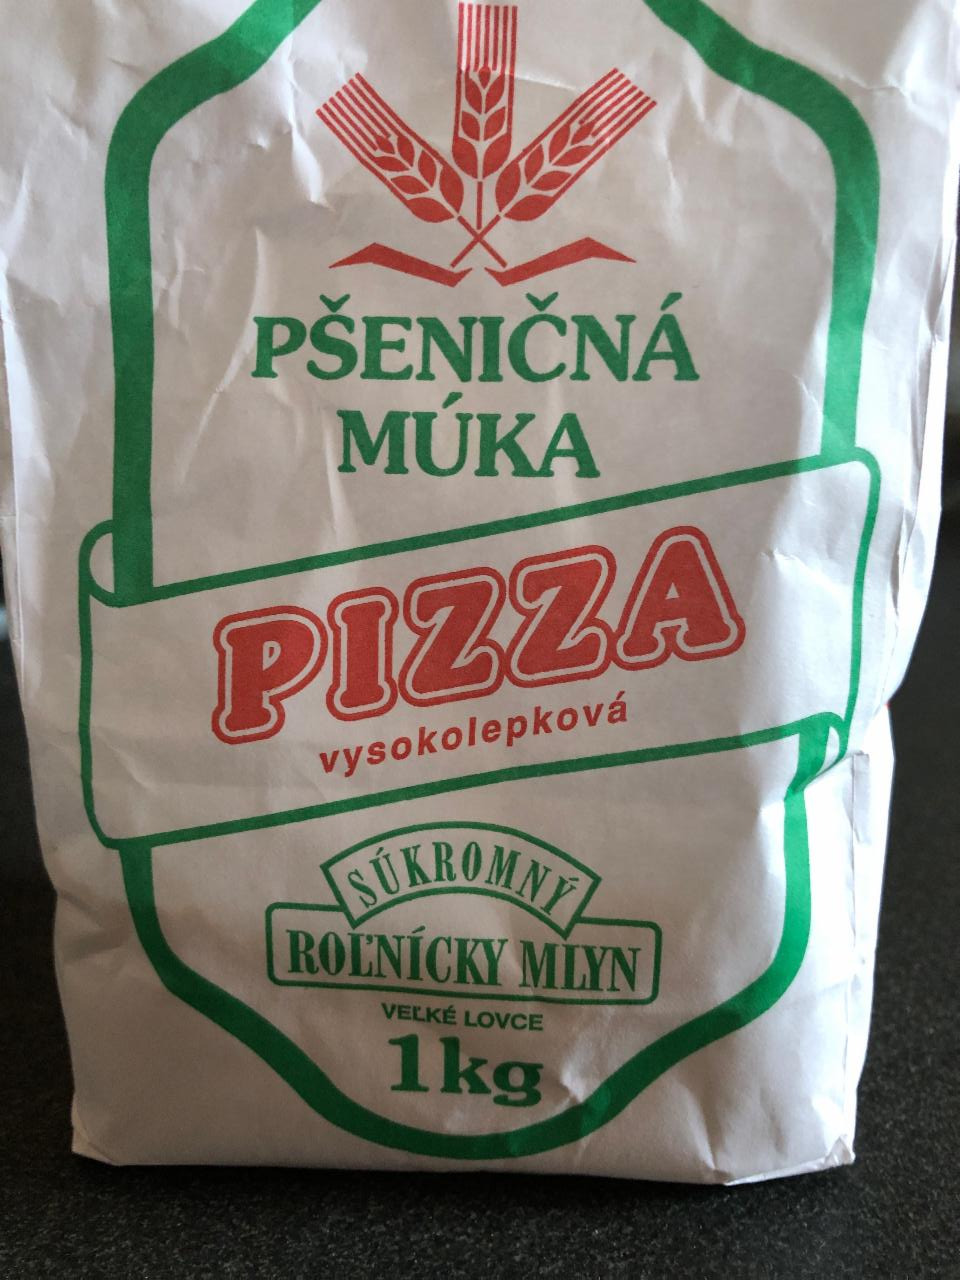 PŠENIČNÁ
MÚKA
PIZZA
vysokolepková
SÚKROMNÝ
ROĽNÍCKY MLYN
VEĽKÉ LOVCE
1kg